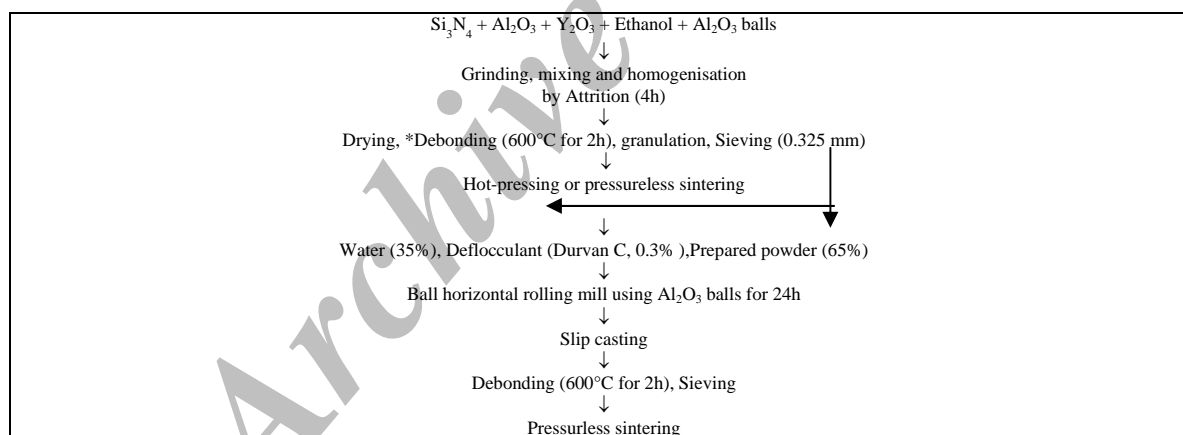 Si3N4 + Al2O3 + Y2O3 + Ethanol + Al2O3 balls
↓
Grinding, mixing and homogenisation
by Attrition (4h)
↓
Drying, *Debonding (600°C for 2h), granulation, Sieving (0.325 mm)
↓
Hot-pressing or pressureless sintering
↓
Water (35%), Deflocculant (Durvan C, 0.3% ),Prepared powder (65%)
↓
Ball horizontal rolling mill using Al2O3 balls for 24h
↓
Slip casting
↓
Debonding (600°C for 2h), Sieving
↓
Pressurless sintering
Archive